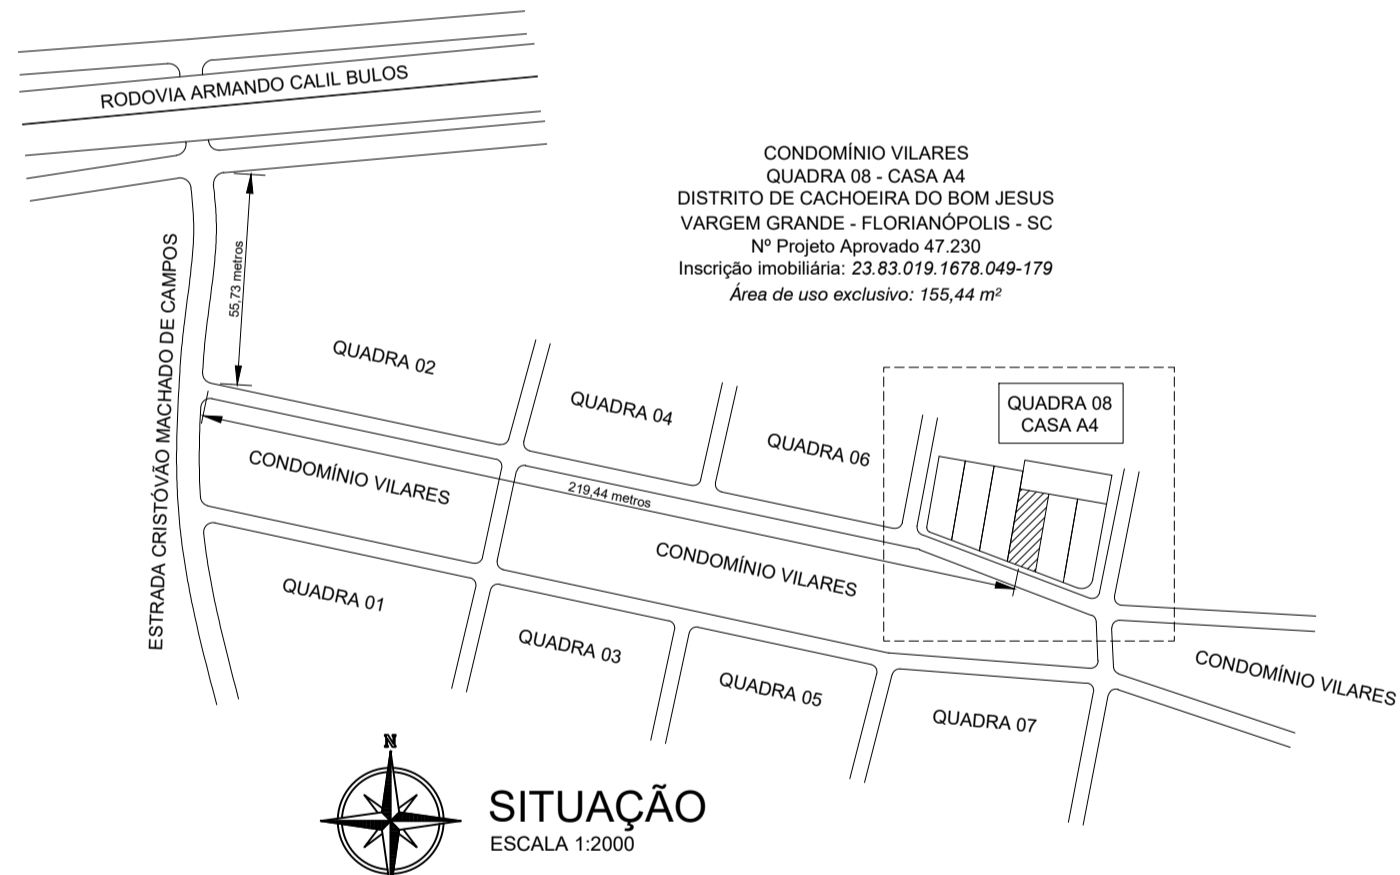 RODOVIA ARMANDO CALIL BULOS
CONDOMÍNIO VILARES
QUADRA 08 - CASA A4
DISTRITO DE CACHOEIRA DO BOM JESUS
VARGEM GRANDE - FLORIANÓPOLIS - SC
Nº Projeto Aprovado 47.230
Inscrição imobiliária: 23.83.019.1678.049-179
Área de uso exclusivo: 155,44 m²
55,73 metros
ESTRADA CRISTÓVÃO MACHADO DE CAMPOS
QUADRA 02
QUADRA 04
QUADRA 06
QUADRA 08
CASA A4
CONDOMÍNIO VILARES
219,44 metros
CONDOMÍNIO VILARES
QUADRA 01
QUADRA 03
QUADRA 05
QUADRA 07
CONDOMÍNIO VILARES
N
SITUAÇÃO
ESCALA 1:2000